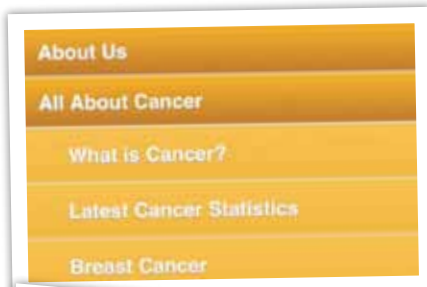 About Us
All About Cancer
What is Cancer?
Latest Cancer Statistics
Breast Cancer